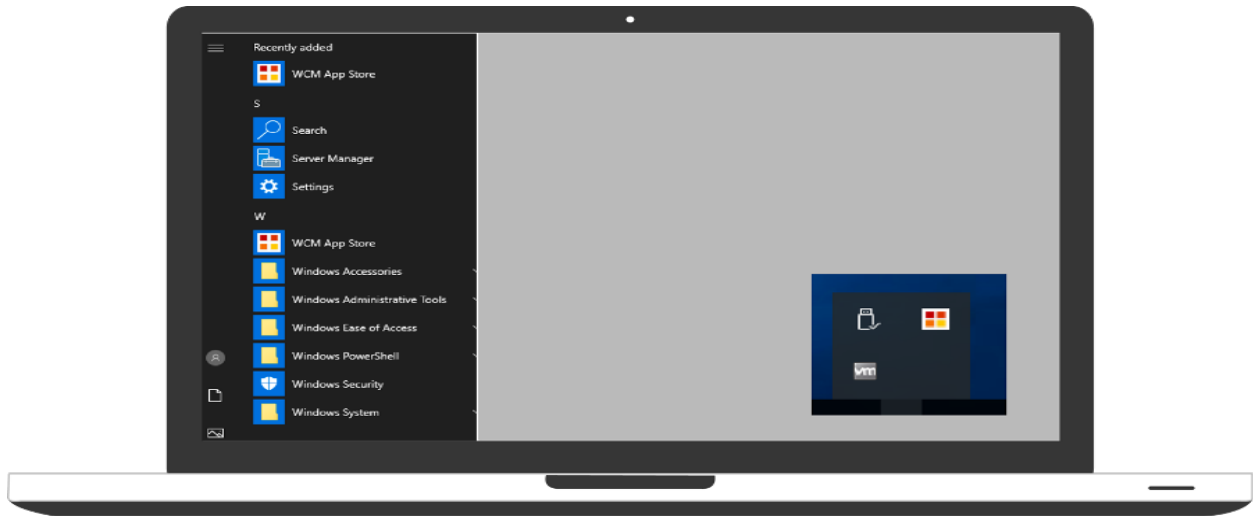 Recently added
WCM App Store
S
Search
Server Manager
Settings
W
WCM App Store
Windows Accessories
Windows Administrative Tools
Windows Ease of Access
Windows PowerShell
Windows Security
Windows System
vm